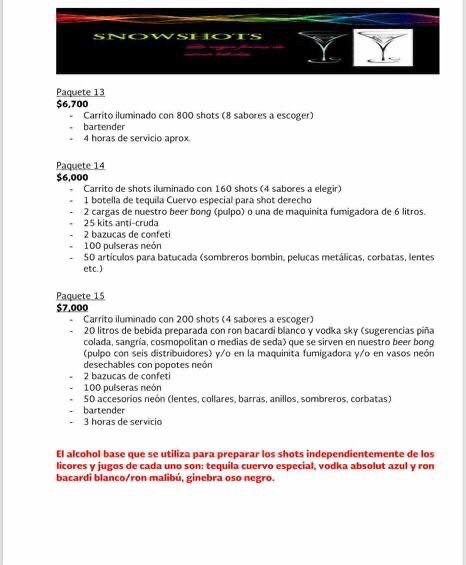 SNOWSHOTS
Paquete 13
$6,700
- Carrito iluminado con 800 shots (8 sabores a escoger)
- bartender
- 4 horas de servicio aprox.
Paquete 14
$6,000
- Carrito de shots iluminado con 160 shots (4 sabores a elegir)
- 1 botella de tequila Cuervo especial para shot derecho
- 2 cargas de nuestro beer bong (pulpo) o una de maquinita fumigadora de 6 litros.
- 25 kits anti-cruda
- 2 bazucas de confeti
- 100 pulseras neón
- 50 artículos para batucada (sombreros bombin, pelucas metálicas, corbatas, lentes
etc.)
Paquete 15
$7,000
- Carrito iluminado con 200 shots (4 sabores a escoger)
- 20 litros de bebida preparada con ron bacardi blanco y vodka sky (sugerencias piña
colada, sangría, cosmopolitan o medias de seda) que se sirven en nuestro beer bong
(pulpo con seis distribuidores) y/o en la maquinita fumigadora y/o en vasos neón
desechables con popotes neón
- 2 bazucas de confeti
- 100 pulseras neón
- 50 accesorios neón (lentes, collares, barras, anillos, sombreros, corbatas)
- bartender
- 3 horas de servicio
El alcohol base que se utiliza para preparar los shots independientemente de los
licores y jugos de cada uno son: tequila cuervo especial, vodka absolut azul y ron
bacardi blanco/ron malibú, ginebra oso negro.